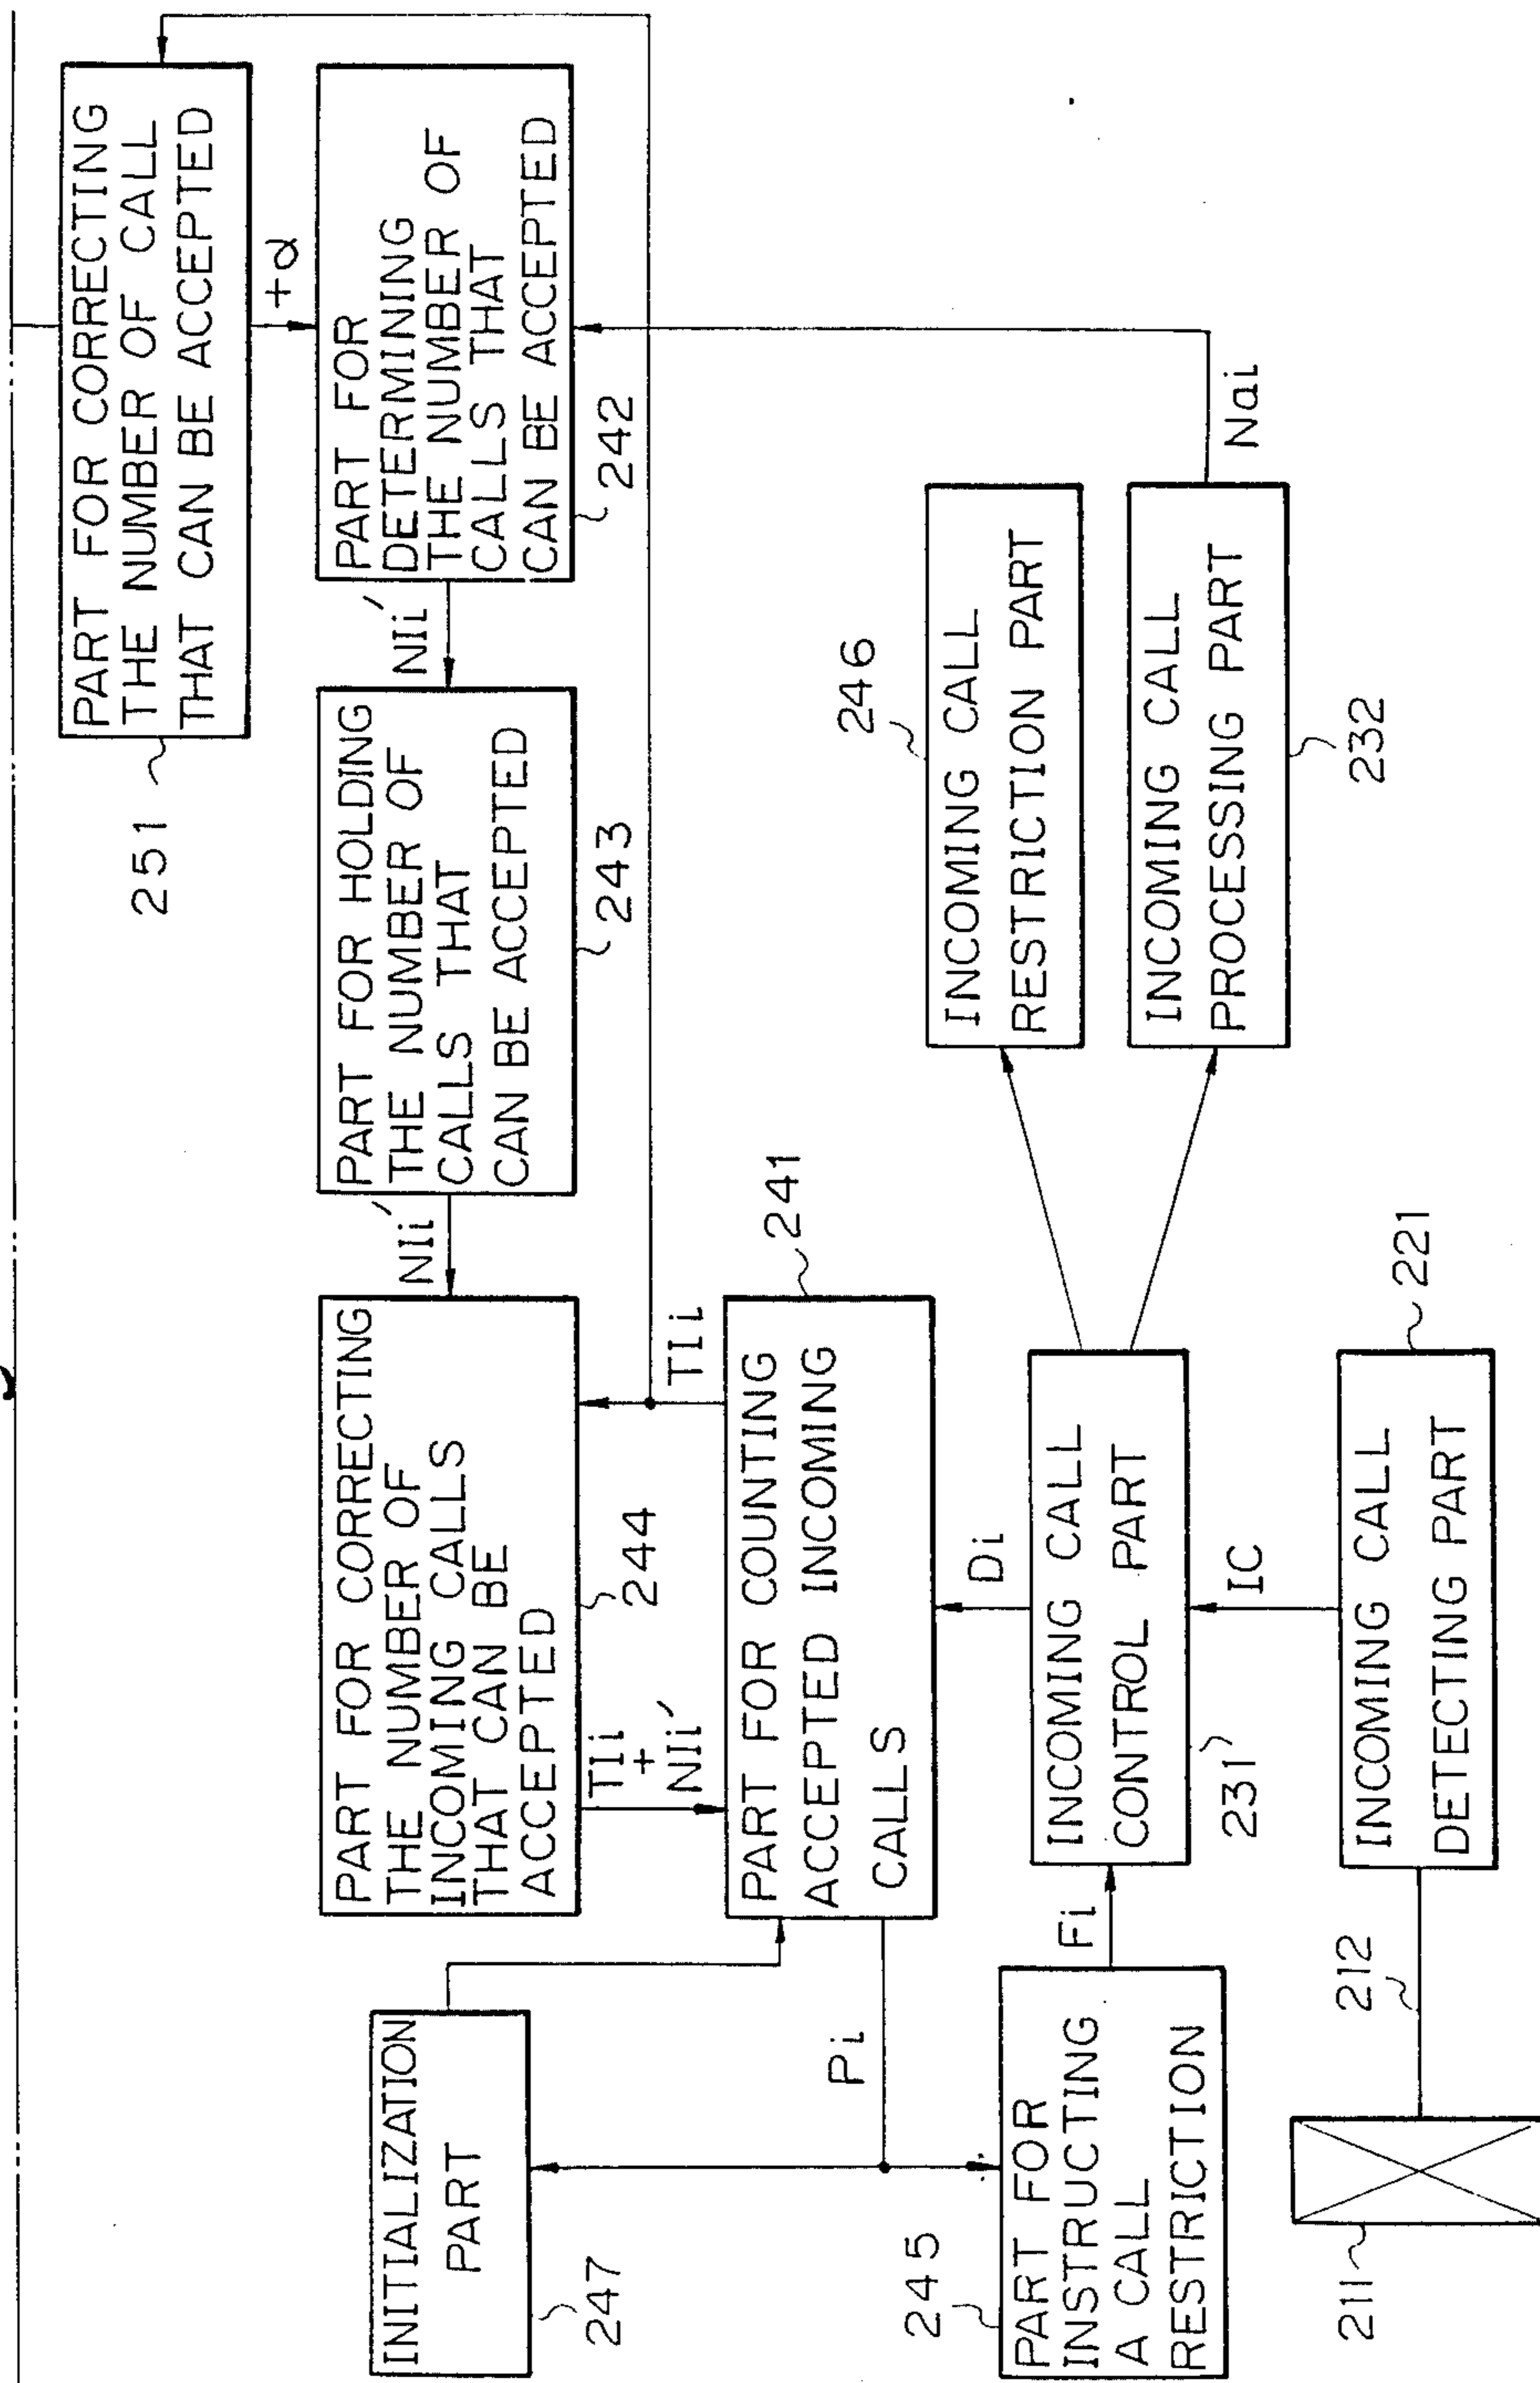 PART FOR CORRECTING
THE NUMBER OF CALL
THAT CAN BE ACCEPTED
251
+α
PART FOR
DETERMINING
THE NUMBER OF
CALLS THAT
CAN BE ACCEPTED
242
NIi′
PART FOR HOLDING
THE NUMBER OF
CALLS THAT
CAN BE ACCEPTED
243
NIi′
PART FOR CORRECTING
THE NUMBER OF
INCOMING CALLS
THAT CAN BE
ACCEPTED
244
TIi
+
NIi′
TIi
INITIALIZATION
PART
247
PART FOR COUNTING
ACCEPTED INCOMING
CALLS
241
Pi
Di
PART FOR
INSTRUCTING
A CALL
RESTRICTION
245
Fi
INCOMING CALL
CONTROL PART
231
INCOMING CALL
RESTRICTION PART
246
INCOMING CALL
PROCESSING PART
232
Nai
IC
INCOMING CALL
DETECTING PART
221
212
211